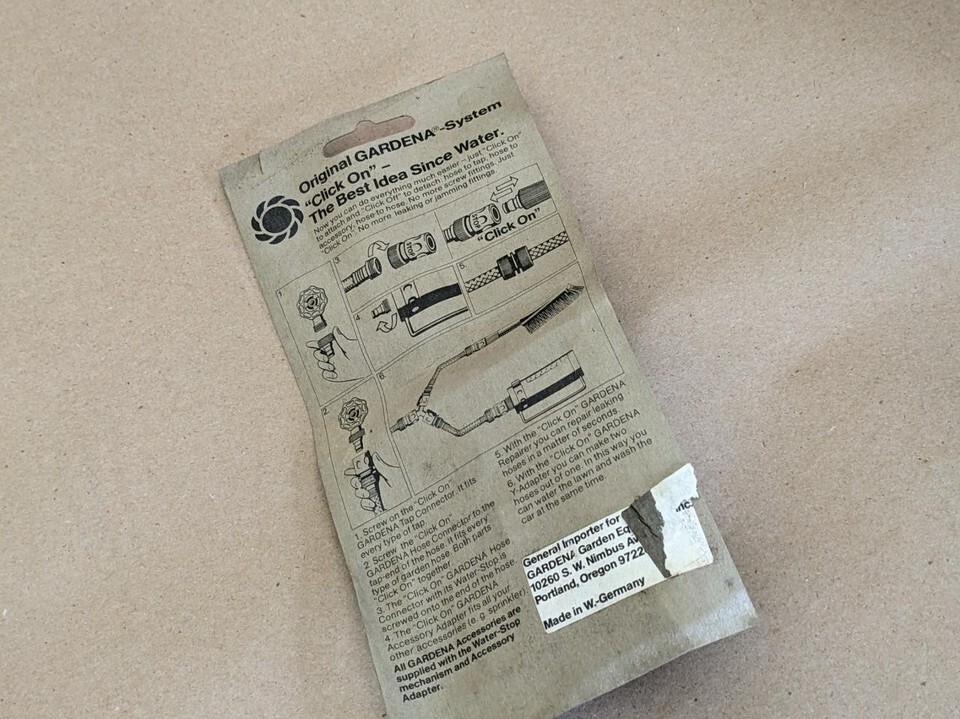 Original GARDENA®-System
“Click On” –
The Best Idea Since Water.
Now you can do everything much easier – just “Click On”
to attach and “Click Off” to detach: hose to tap, hose to
accessory, hose-to hose. No more screw fittings. Just
“Click On”. No more leaking or jamming fittings.
“Click On”
1.
2.
3.
4.
5.
6.
1. Screw on the “Click On”
GARDENA Tap Connector. It fits
every type of tap.
2. Screw the “Click On”
GARDENA Hose Connector to the
tap-end of the hose. It fits every
type of garden hose. Both parts
“Click On” together.
3. The “Click On” GARDENA Hose
Connector with its Water-Stop is
screwed onto the end of the hose.
4. The “Click On” GARDENA
Accessory Adapter fits all your
other accessories (e. g. sprinkler).
All GARDENA Accessories are
supplied with the Water-Stop
mechanism and Accessory
Adapter.
5. With the “Click On” GARDENA
Repairer you can repair leaking
hoses in a matter of seconds
6. With the “Click On” GARDENA
Y-Adapter you can make two
hoses out of one. In this way you
can water the lawn and wash the
car at the same time.
General Importer for Inc.
GARDENA Garden Eq
10260 S. W. Nimbus Av
Portland, Oregon 9722
Made in W.-Germany